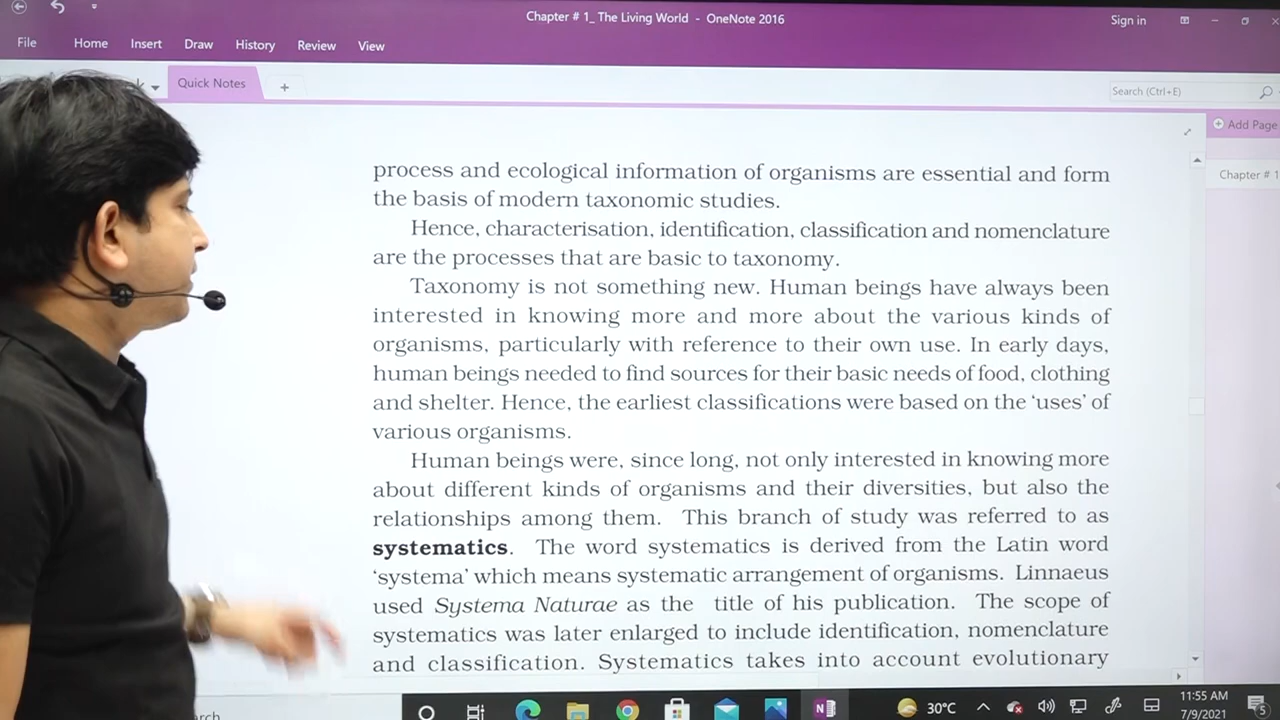 Chapter # 1_ The Living World - OneNote 2016
Sign in
File Home Insert Draw History Review View
Quick Notes
Search (Ctrl+E)
Add Page
Chapter # 1
process and ecological information of organisms are essential and form
the basis of modern taxonomic studies.
Hence, characterisation, identification, classification and nomenclature
are the processes that are basic to taxonomy.
Taxonomy is not something new. Human beings have always been
interested in knowing more and more about the various kinds of
organisms, particularly with reference to their own use. In early days,
human beings needed to find sources for their basic needs of food, clothing
and shelter. Hence, the earliest classifications were based on the ‘uses’ of
various organisms.
Human beings were, since long, not only interested in knowing more
about different kinds of organisms and their diversities, but also the
relationships among them. This branch of study was referred to as
systematics. The word systematics is derived from the Latin word
‘systema’ which means systematic arrangement of organisms. Linnaeus
used Systema Naturae as the title of his publication. The scope of
systematics was later enlarged to include identification, nomenclature
and classification. Systematics takes into account evolutionary
30°C
11:55 AM
7/9/2021
5